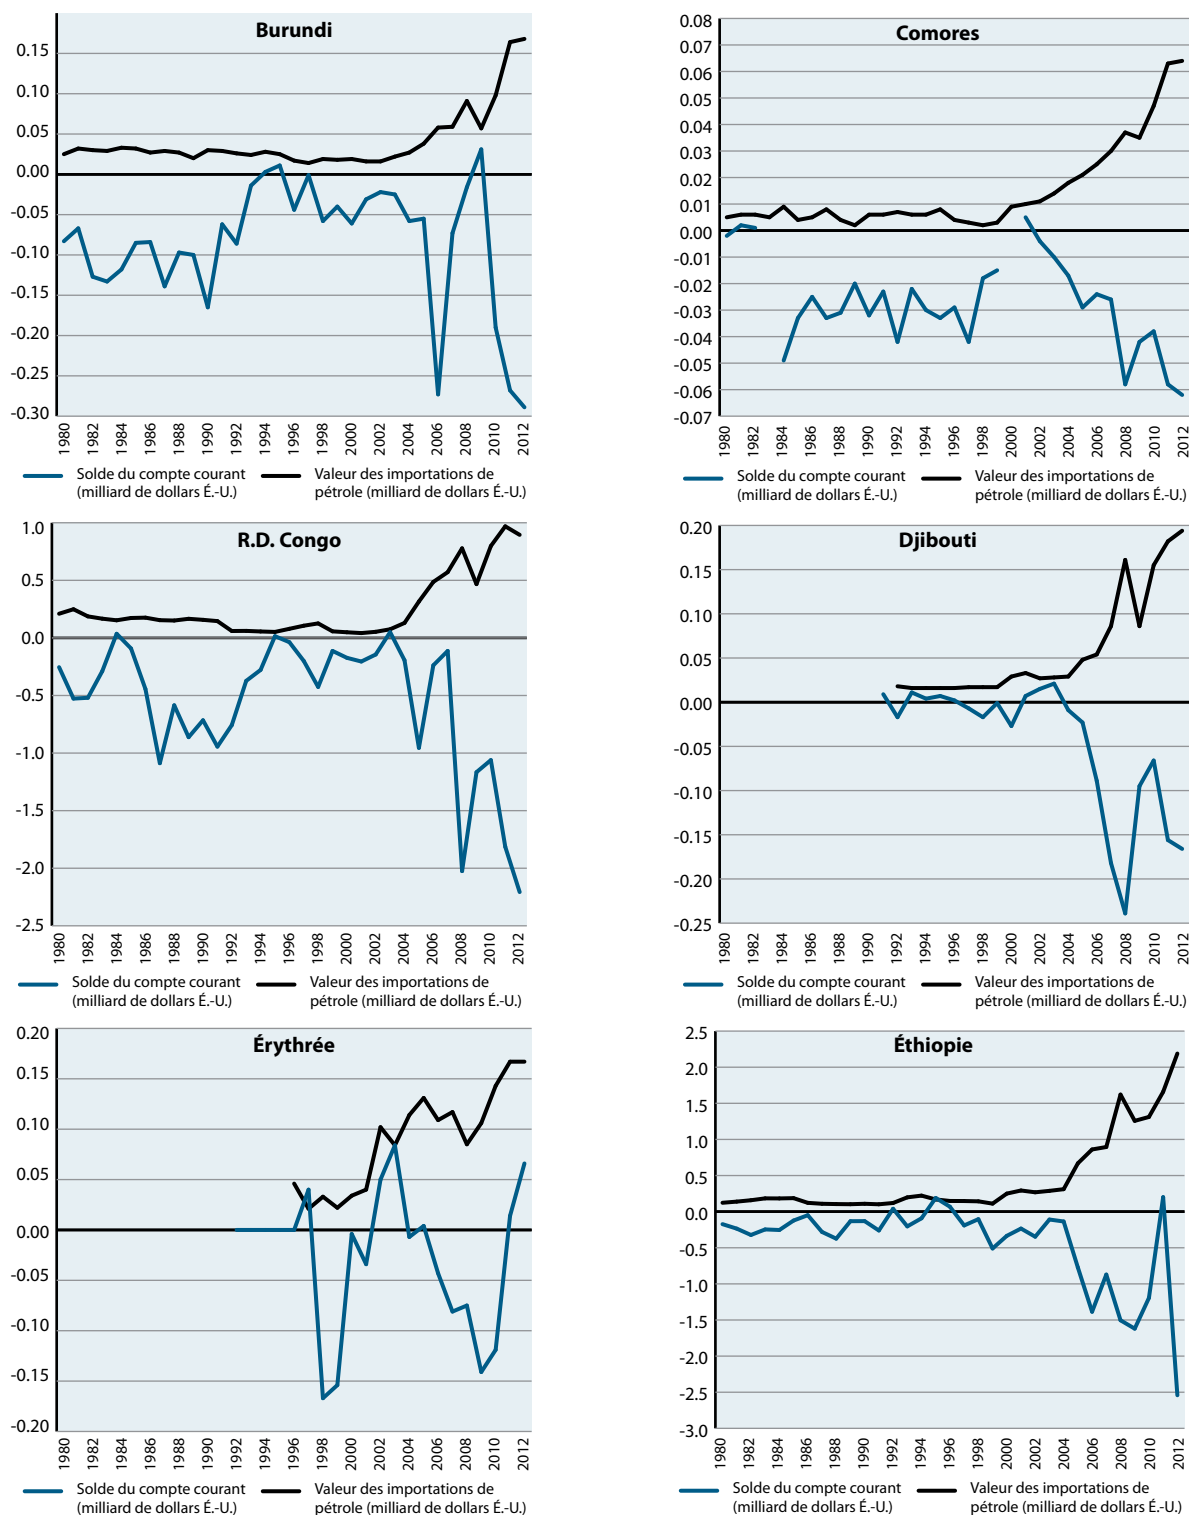 Burundi
0.15
0.10
0.05
0.00
-0.05
-0.10
-0.15
-0.20
-0.25
-0.30
1980 1982 1984 1986 1988 1990 1992 1994 1996 1998 2000 2002 2004 2006 2008 2010 2012
Solde du compte courant
(milliard de dollars É.-U.)
Valeur des importations de
pétrole (milliard de dollars É.-U.)
Comores
0.08
0.07
0.06
0.05
0.04
0.03
0.02
0.01
0.00
-0.01
-0.02
-0.03
-0.04
-0.05
-0.06
-0.07
1980 1982 1984 1986 1988 1990 1992 1994 1996 1998 2000 2002 2004 2006 2008 2010 2012
Solde du compte courant
(milliard de dollars É.-U.)
Valeur des importations de
pétrole (milliard de dollars É.-U.)
R.D. Congo
1.0
0.5
0.0
-0.5
-1.0
-1.5
-2.0
-2.5
1980 1982 1984 1986 1988 1990 1992 1994 1996 1998 2000 2002 2004 2006 2008 2010 2012
Solde du compte courant
(milliard de dollars É.-U.)
Valeur des importations de
pétrole (milliard de dollars É.-U.)
Djibouti
0.20
0.15
0.10
0.05
0.00
-0.05
-0.10
-0.15
-0.20
-0.25
1980 1982 1984 1986 1988 1990 1992 1994 1996 1998 2000 2002 2004 2006 2008 2010 2012
Solde du compte courant
(milliard de dollars É.-U.)
Valeur des importations de
pétrole (milliard de dollars É.-U.)
Érythrée
0.20
0.15
0.10
0.05
0.00
-0.05
-0.10
-0.15
-0.20
1980 1982 1984 1986 1988 1990 1992 1994 1996 1998 2000 2002 2004 2006 2008 2010 2012
Solde du compte courant
(milliard de dollars É.-U.)
Valeur des importations de
pétrole (milliard de dollars É.-U.)
Éthiopie
2.5
2.0
1.5
1.0
0.5
0.0
-0.5
-1.0
-1.5
-2.0
-2.5
-3.0
1980 1982 1984 1986 1988 1990 1992 1994 1996 1998 2000 2002 2004 2006 2008 2010 2012
Solde du compte courant
(milliard de dollars É.-U.)
Valeur des importations de
pétrole (milliard de dollars É.-U.)